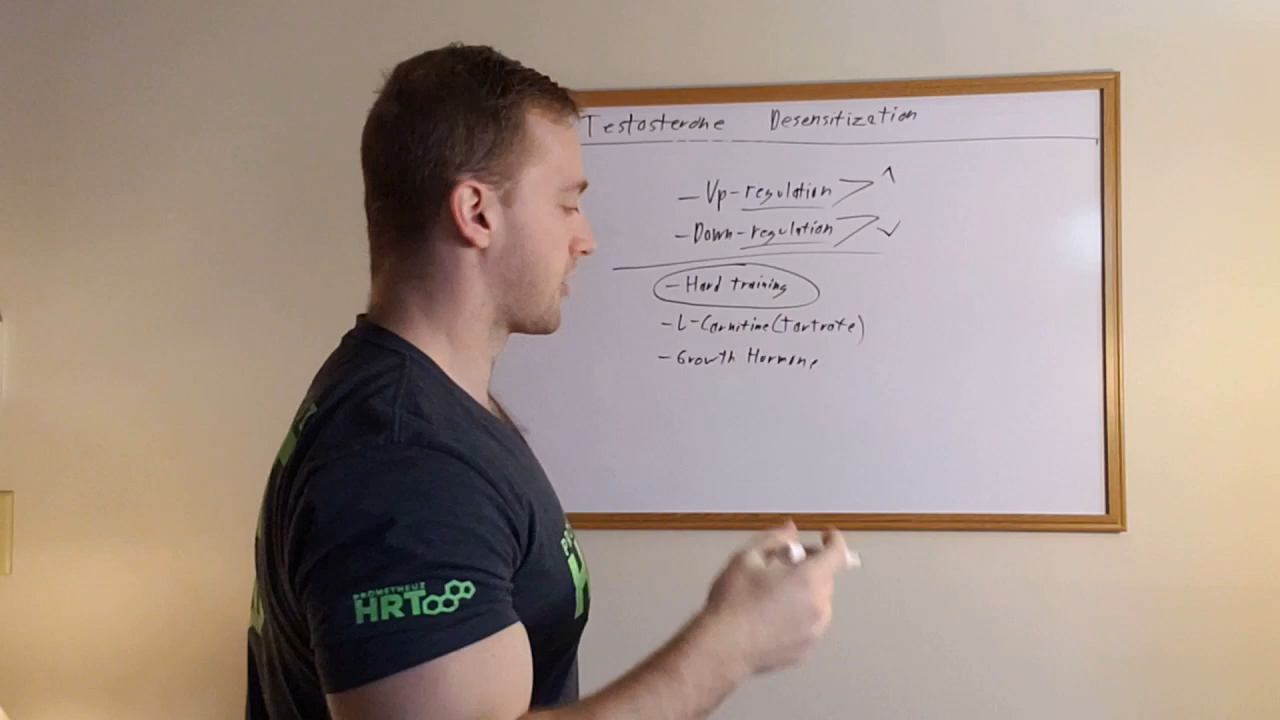 Testosterone Desensitization
- Up-regulation > ^
- Down-regulation >
- Hard training
- L-Carnitine (tartrate)
- Growth Hormone
PROMETHEUZ
HRT